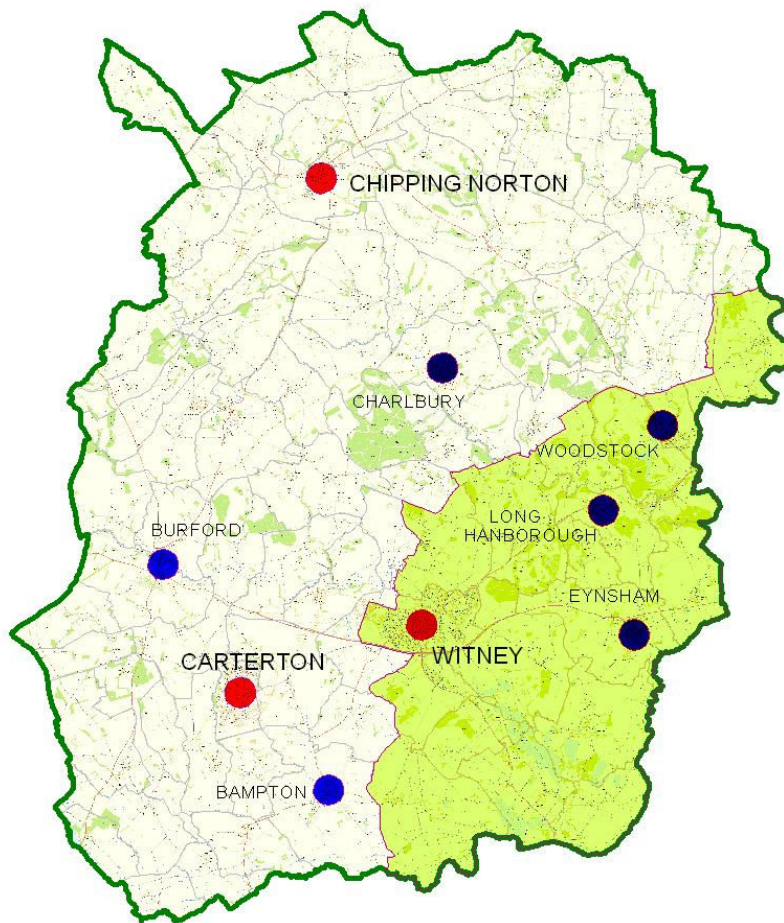 CHIPPING NORTON
CHARLBURY
WOODSTOCK
LONG
HANBOROUGH
BURFORD
EYNSHAM
WITNEY
CARTERTON
BAMPTON